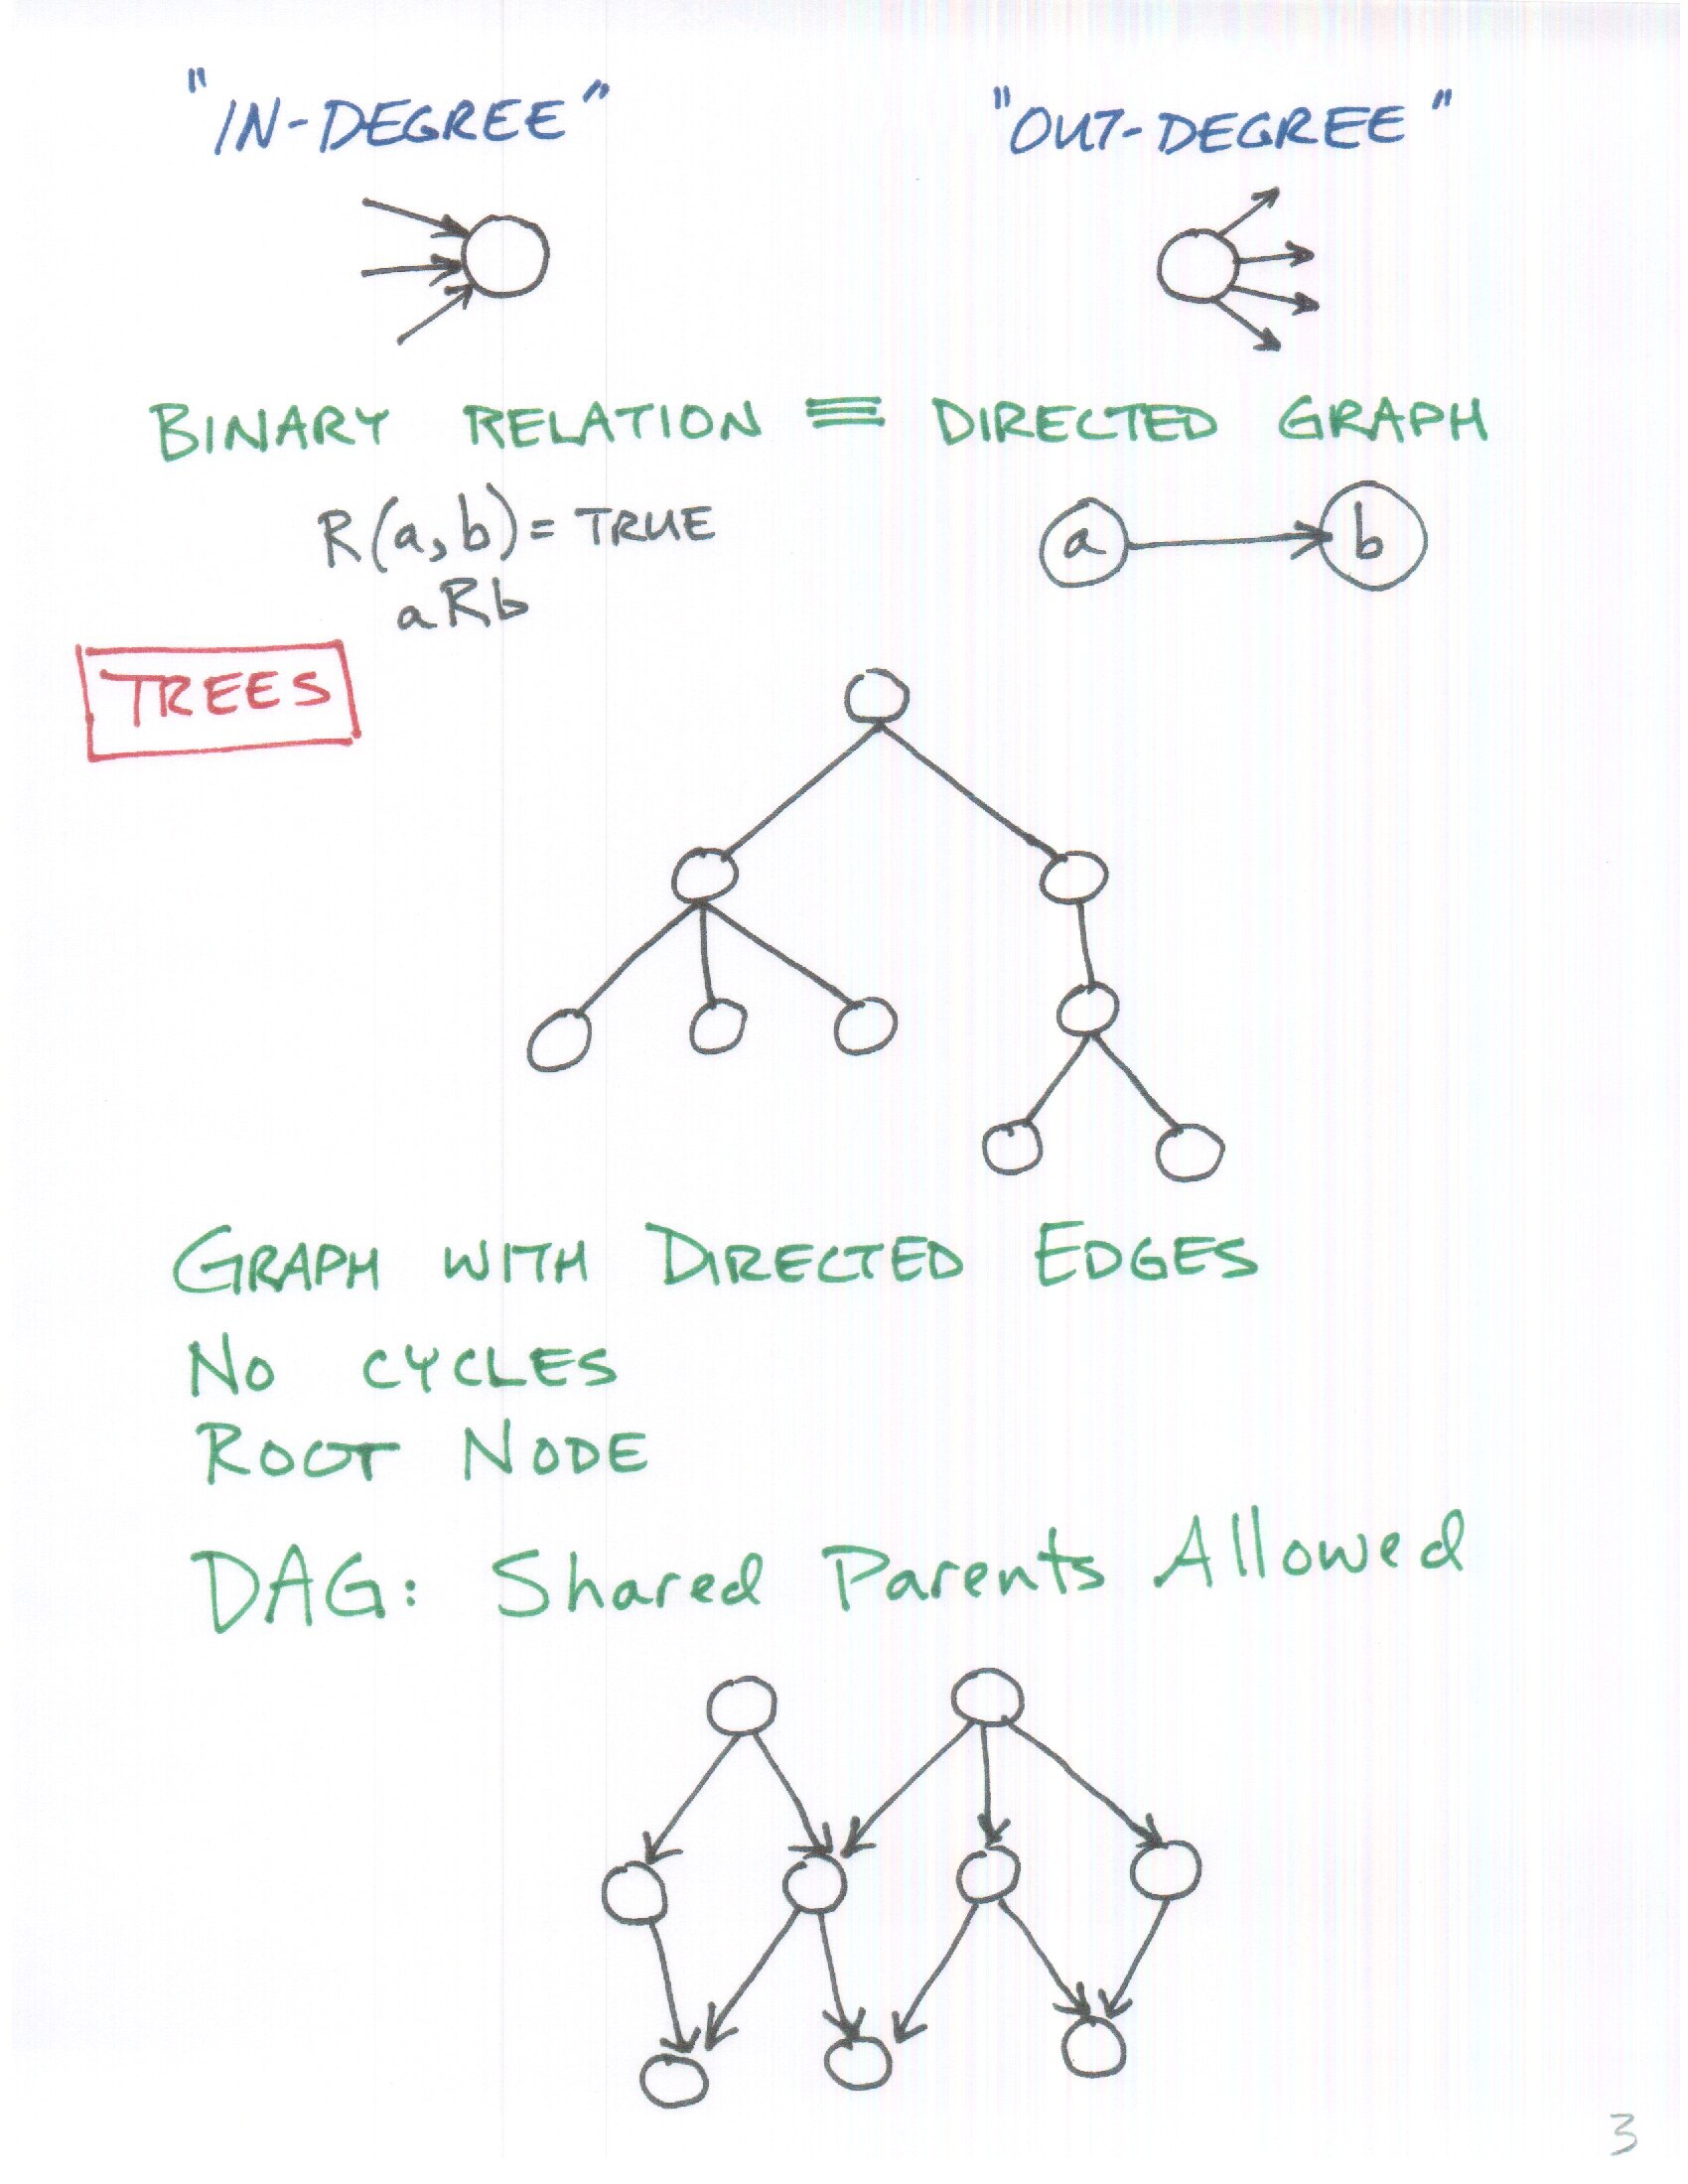 "IN-DEGREE" "OUT-DEGREE"
BINARY RELATION ≡ DIRECTED GRAPH
R(a,b) = TRUE
a b
aRb
TREES
GRAPH WITH DIRECTED EDGES
NO CYCLES
ROOT NODE
DAG: Shared Parents Allowed
3